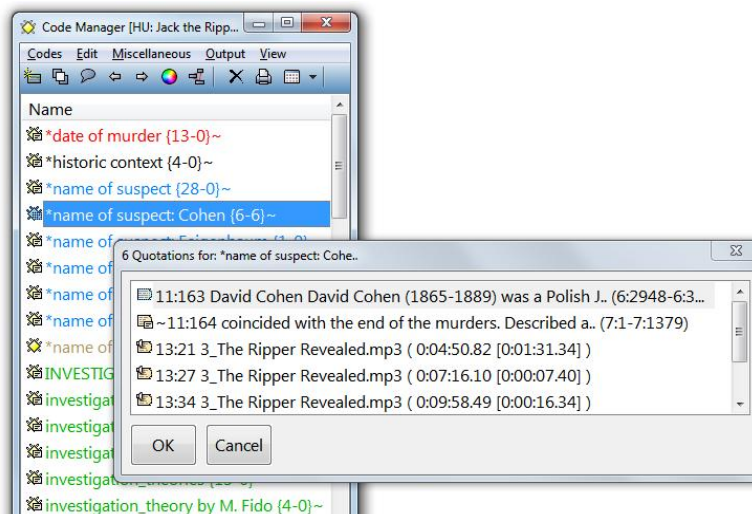 Code Manager [HU: Jack the Ripp...
Codes Edit Miscellaneous Output View
Name
*date of murder {13-0}~
*historic context {4-0}~
*name of suspect {28-0}~
*name of suspect: Cohen {6-6}~
*name of
*name of
*name of
*name of
*name of
INVESTIG
investigat
investigat
investigat
investigation_theory by M. Fido {4-0}~
6 Quotations for: *name of suspect: Cohe..
11:163 David Cohen David Cohen (1865-1889) was a Polish J.. (6:2948-6:3...
~11:164 coincided with the end of the murders. Described a.. (7:1-7:1379)
13:21 3_The Ripper Revealed.mp3 ( 0:04:50.82 [0:01:31.34] )
13:27 3_The Ripper Revealed.mp3 ( 0:07:16.10 [0:00:07.40] )
13:34 3_The Ripper Revealed.mp3 ( 0:09:58.49 [0:00:16.34] )
OK Cancel